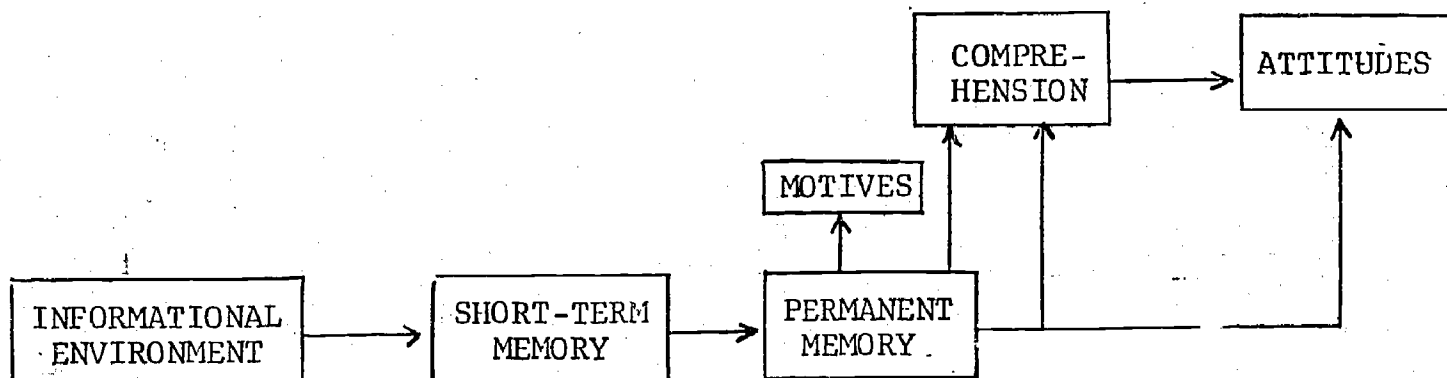 COMPRE-
HENSION
ATTITUDES
MOTIVES
INFORMATIONAL
ENVIRONMENT
SHORT-TERM
MEMORY
PERMANENT
MEMORY